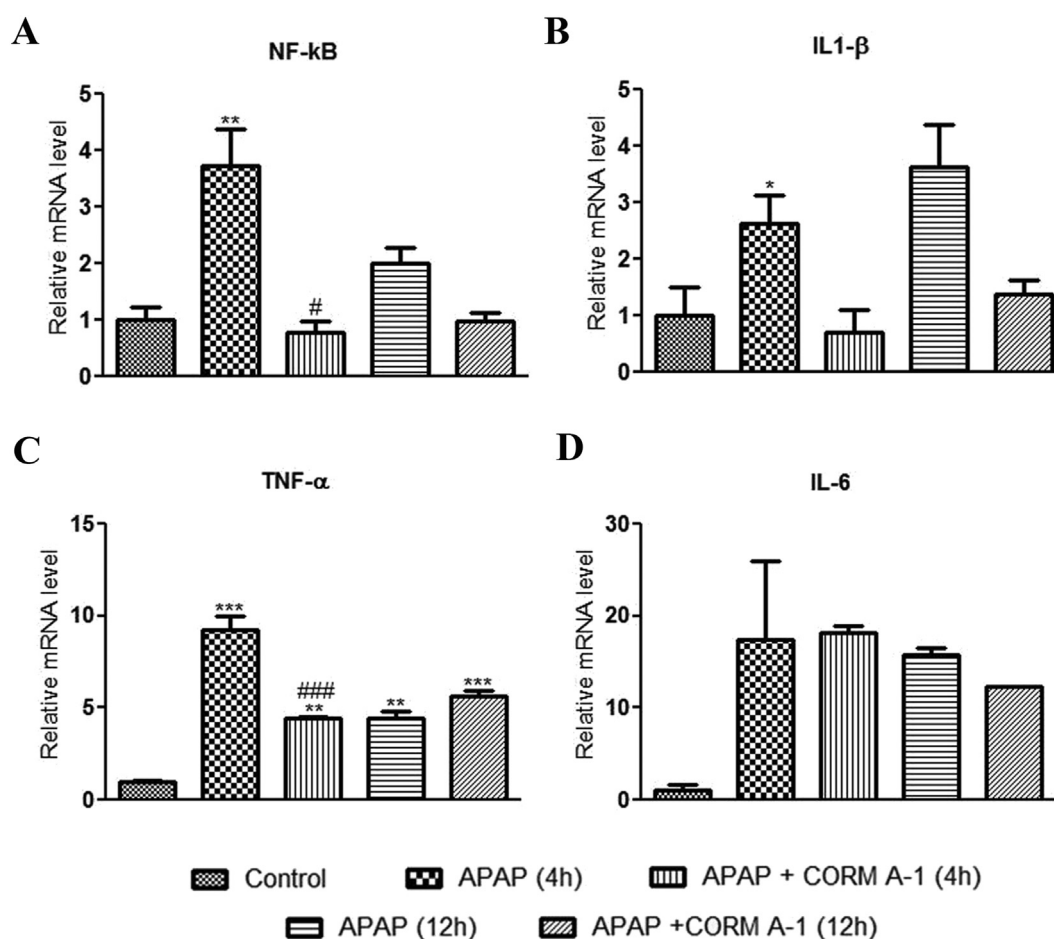 A
NF-kB
Relative mRNA level
5
4
3
2
1
0
**
#
B
IL1-β
Relative mRNA level
5
4
3
2
1
0
*
C
TNF-α
Relative mRNA level
15
10
5
0
***
###
**
**
***
D
IL-6
Relative mRNA level
30
20
10
0
Control
APAP (4h)
APAP + CORM A-1 (4h)
APAP (12h)
APAP +CORM A-1 (12h)